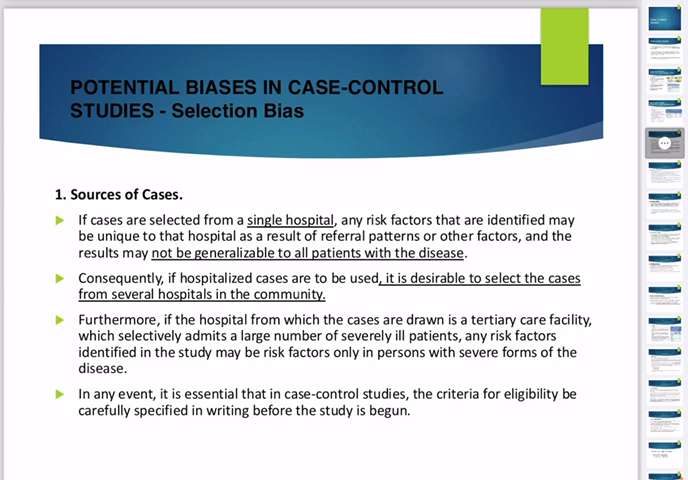 POTENTIAL BIASES IN CASE-CONTROL
STUDIES - Selection Bias
1. Sources of Cases.
If cases are selected from a single hospital, any risk factors that are identified may
be unique to that hospital as a result of referral patterns or other factors, and the
results may not be generalizable to all patients with the disease.
Consequently, if hospitalized cases are to be used, it is desirable to select the cases
from several hospitals in the community.
Furthermore, if the hospital from which the cases are drawn is a tertiary care facility,
which selectively admits a large number of severely ill patients, any risk factors
identified in the study may be risk factors only in persons with severe forms of the
disease.
In any event, it is essential that in case-control studies, the criteria for eligibility be
carefully specified in writing before the study is begun.